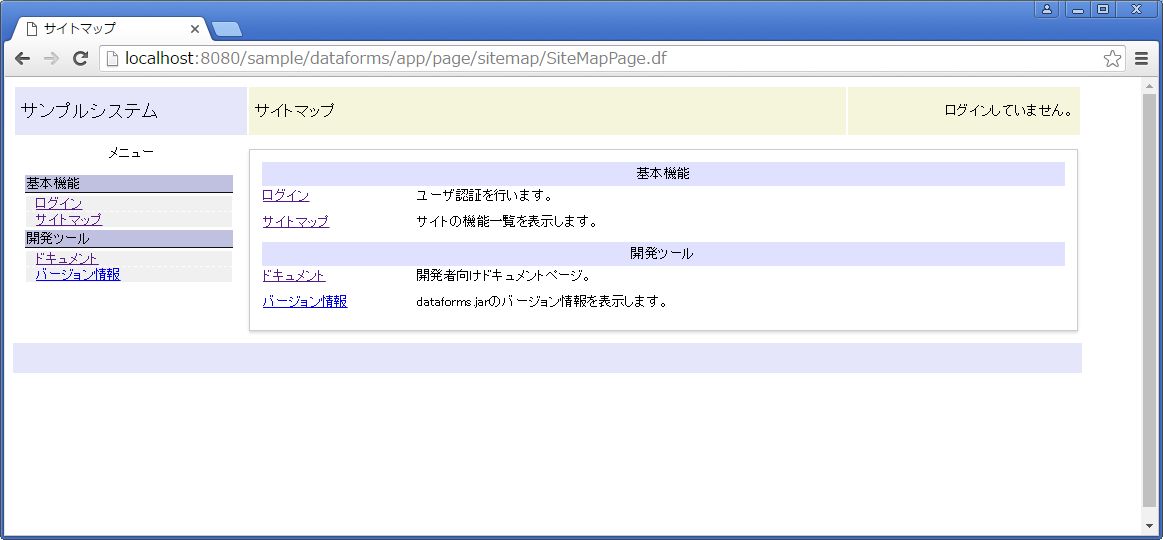 サイトマップ
localhost:8080/sample/dataforms/app/page/sitemap/SiteMapPage.df
サンプルシステム
サイトマップ
ログインしていません。
メニュー
基本機能
ログイン
サイトマップ
開発ツール
ドキュメント
バージョン情報
基本機能
ログイン ユーザ認証を行います。
サイトマップ サイトの機能一覧を表示します。
開発ツール
ドキュメント 開発者向けドキュメントページ。
バージョン情報 dataforms.jarのバージョン情報を表示します。